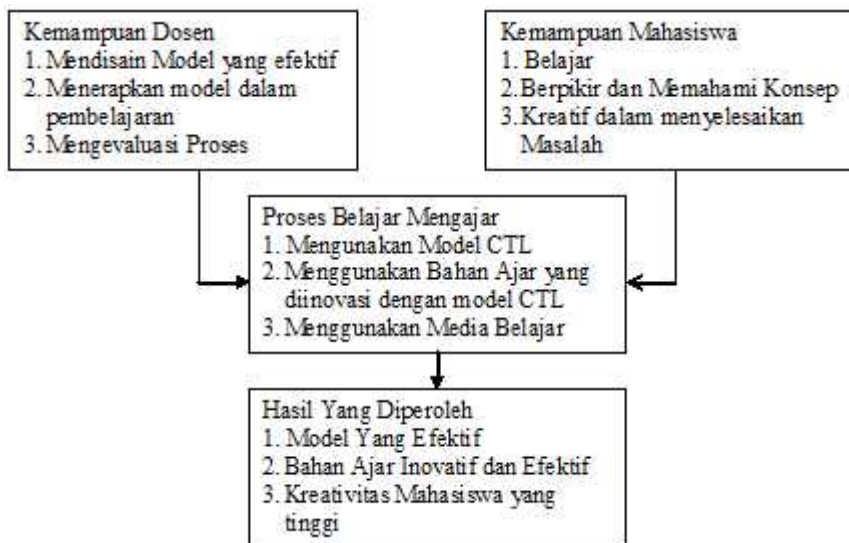 Kemampuan Dosen
1. Mendisain Model yang efektif
2. Menerapkan model dalam
pembelajaran
3. Mengevaluasi Proses
Kemampuan Mahasiswa
1. Belajar
2. Berpikir dan Memahami Konsep
3. Kreatif dalam menyelesaikan
Masalah
Proses Belajar Mengajar
1. Mengunakan Model CTL
2. Menggunakan Bahan Ajar yang
diinovasi dengan model CTL
3. Menggunakan Media Belajar
Hasil Yang Diperoleh
1. Model Yang Efektif
2. Bahan Ajar Inovatif dan Efektif
3. Kreativitas Mahasiswa yang
tinggi